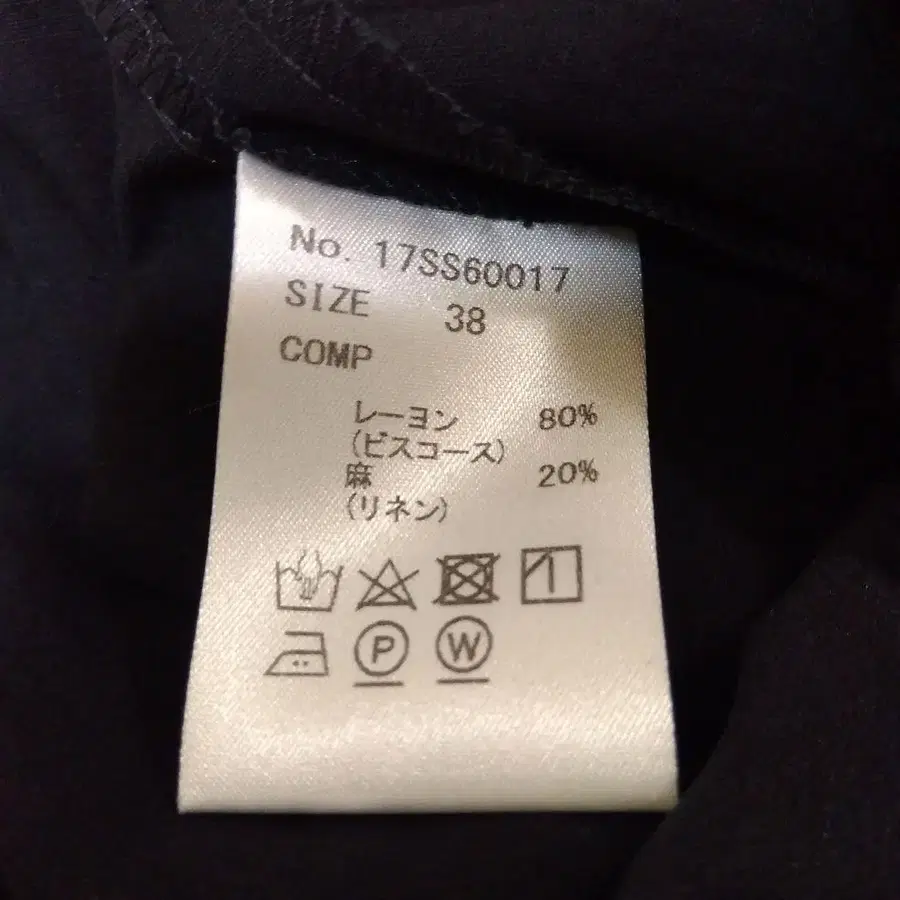 No. 17SS60017
SIZE 38
COMP
レーヨン 80%
(ビスコース)
麻 20%
(リネン)
P W